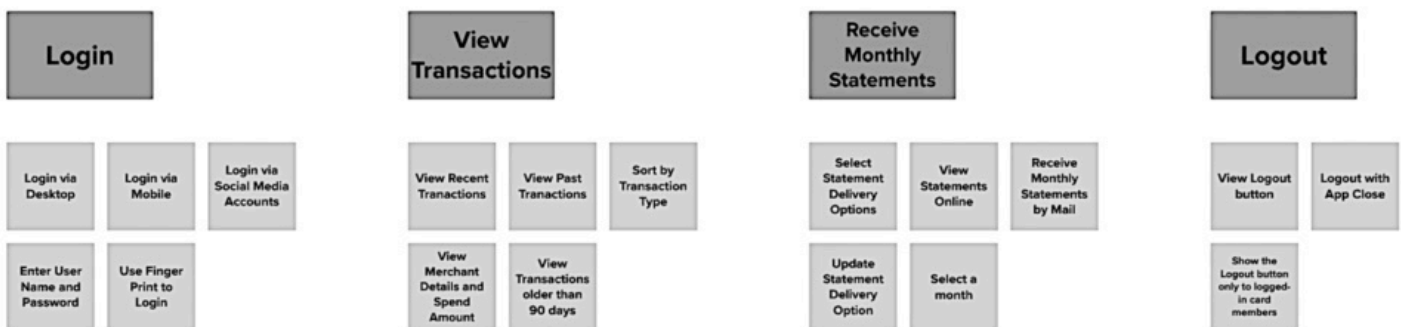 Login
View
Transactions
Receive
Monthly
Statements
Logout
Login via
Desktop
Login via
Mobile
Login via
Social Media
Accounts
View Recent
Tranactions
View Past
Tranactions
Sort by
Transaction
Type
Select
Statement
Delivery
Options
View
Statements
Online
Receive
Monthly
Statements
by Mail
View Logout
button
Logout with
App Close
Enter User
Name and
Password
Use Finger
Print to
Login
View
Merchant
Details and
Spend
Amount
View
Transactions
older than
90 days
Update
Statement
Delivery
Option
Select a
month
Show the
Logout button
only to logged-
in card
members